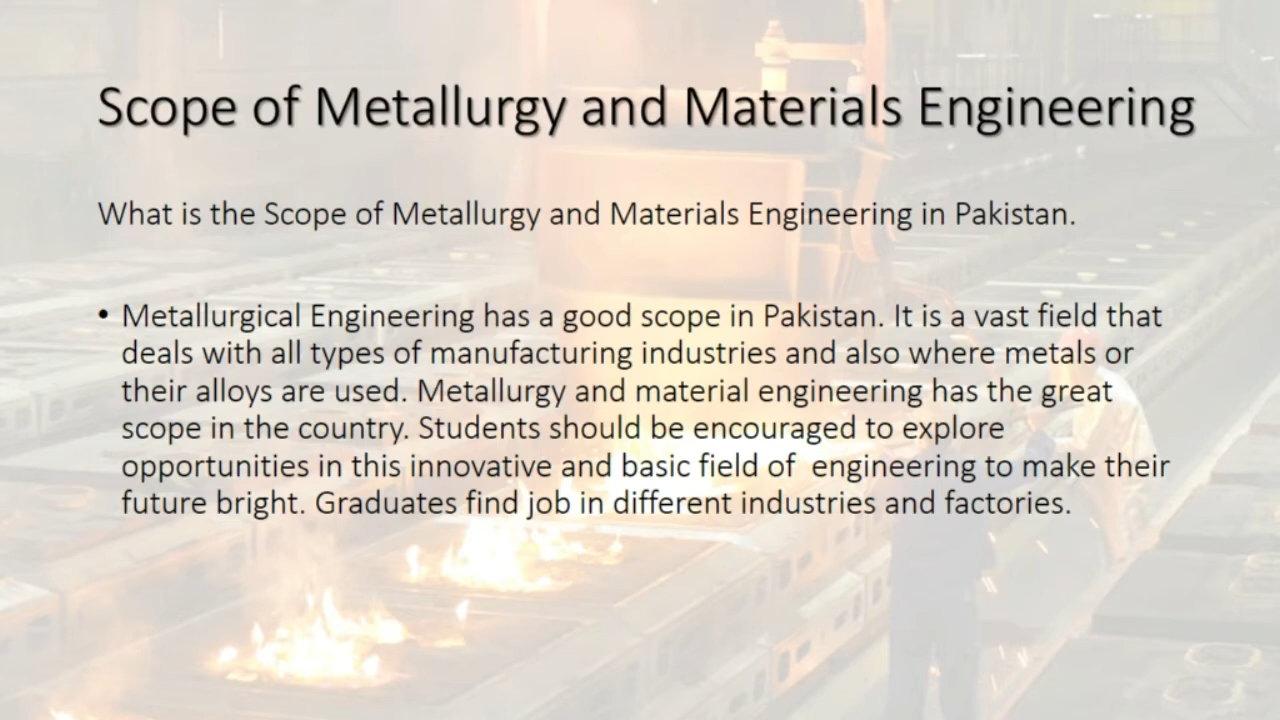 Scope of Metallurgy and Materials Engineering
What is the Scope of Metallurgy and Materials Engineering in Pakistan.
• Metallurgical Engineering has a good scope in Pakistan. It is a vast field that
deals with all types of manufacturing industries and also where metals or
their alloys are used. Metallurgy and material engineering has the great
scope in the country. Students should be encouraged to explore
opportunities in this innovative and basic field of  engineering to make their
future bright. Graduates find job in different industries and factories.